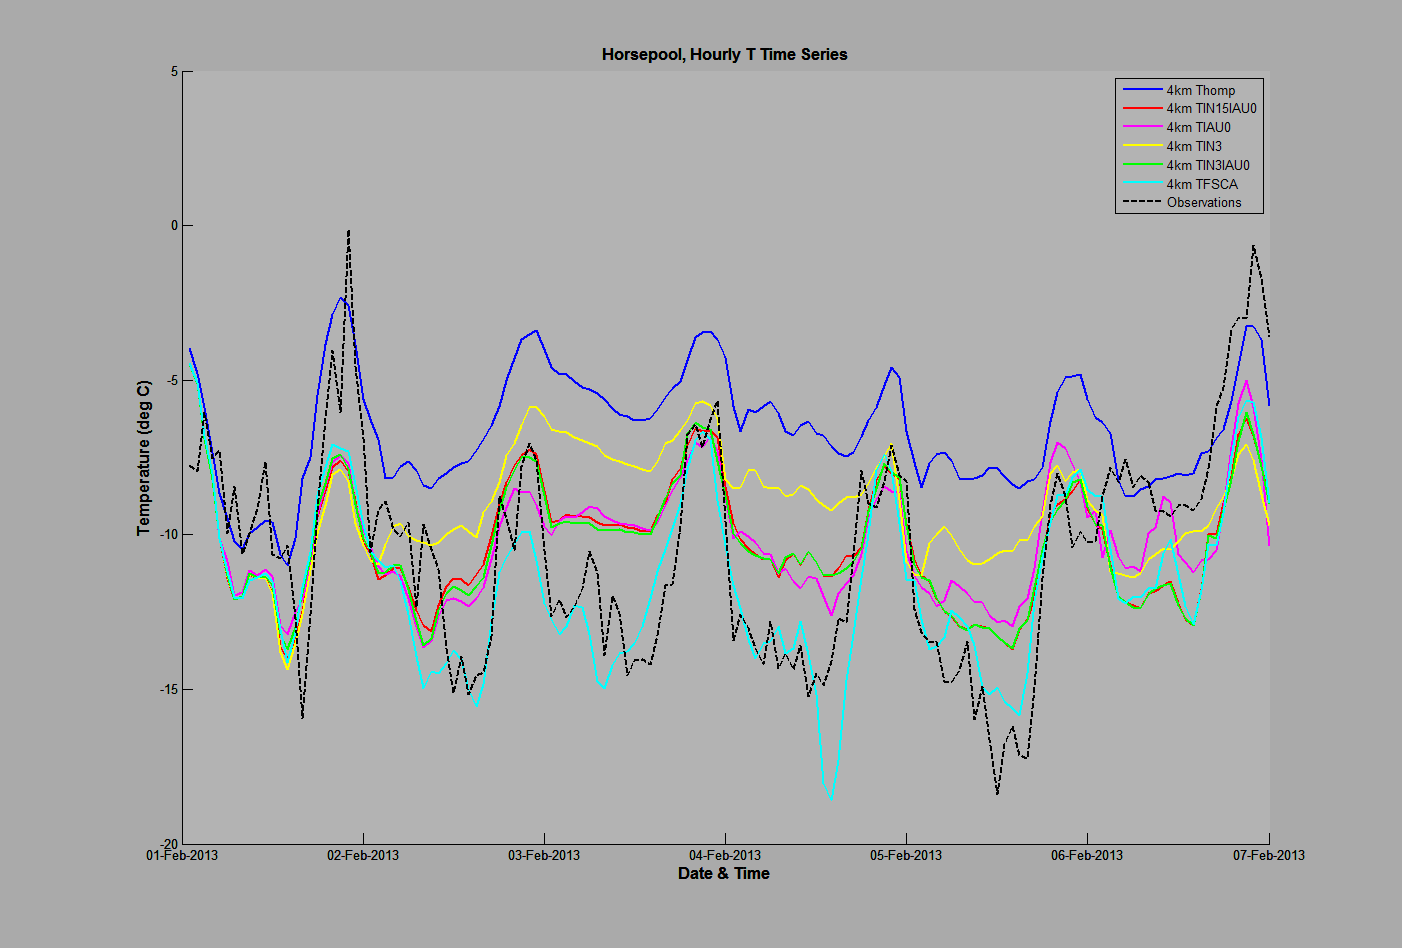 Horsepool, Hourly T Time Series
5
0
-5
-10
-15
-20
Temperature (deg C)
4km Thomp
4km TIN15IAU0
4km TIAU0
4km TIN3
4km TIN3IAU0
4km TFSCA
Observations
01-Feb-2013 02-Feb-2013 03-Feb-2013 04-Feb-2013 05-Feb-2013 06-Feb-2013 07-Feb-2013
Date & Time